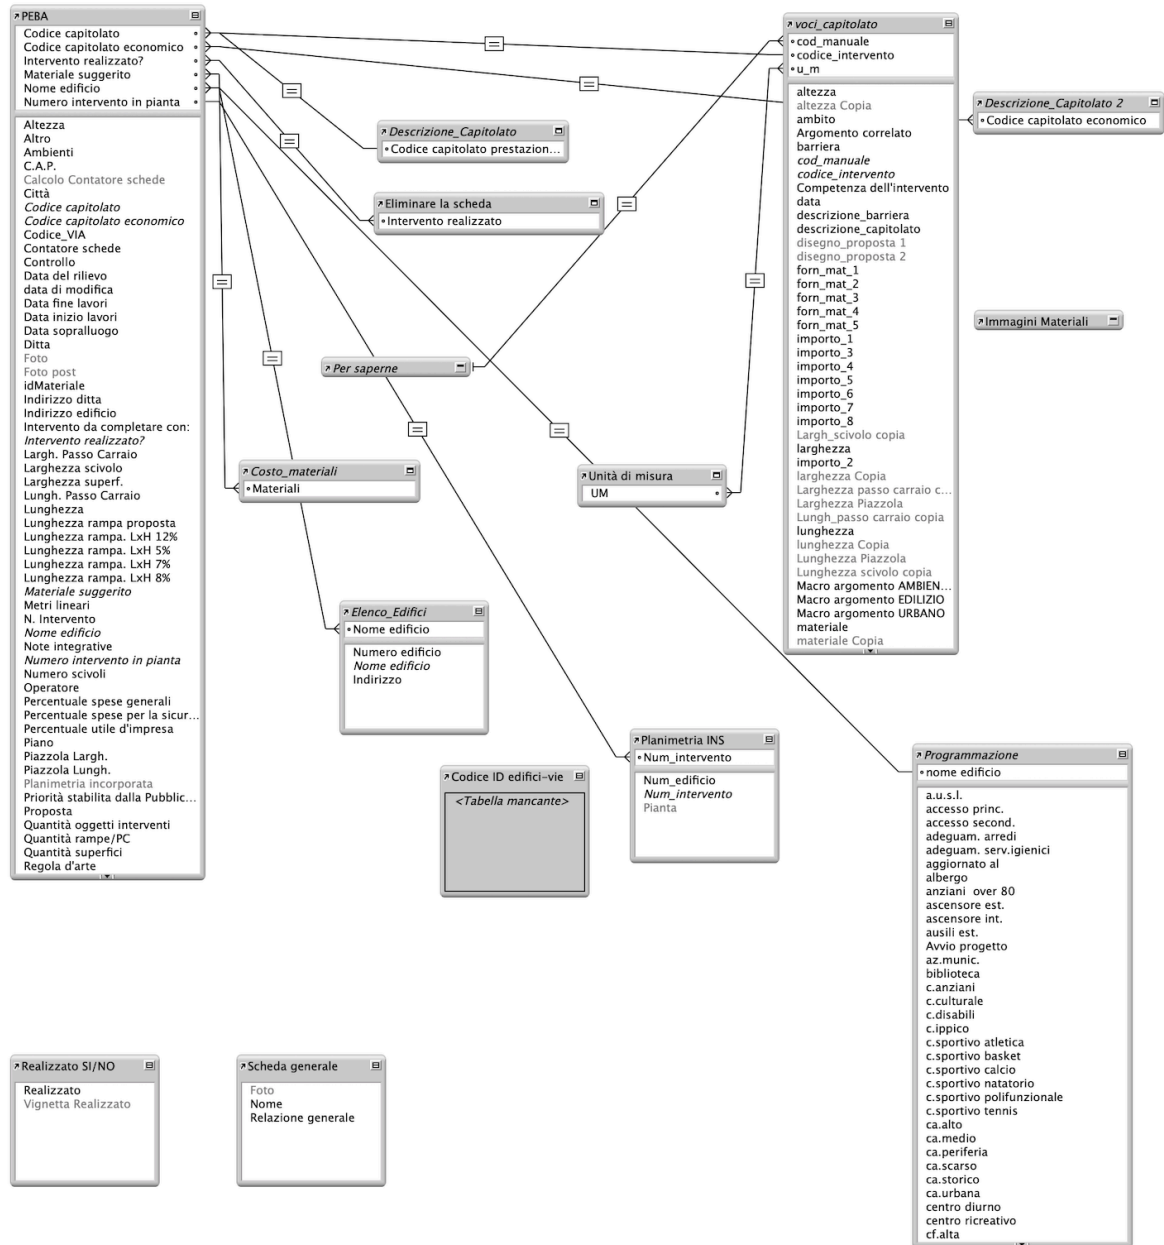 PEBA
Codice capitolato
Codice capitolato economico
Intervento realizzato?
Materiale suggerito
Nome edificio
Numero intervento in pianta
Altezza
Altro
Ambienti
C.A.P.
Calcolo Contatore schede
Città
Codice capitolato
Codice capitolato economico
Codice_VIA
Contatore schede
Controllo
Data del rilievo
data di modifica
Data fine lavori
Data inizio lavori
Data sopralluogo
Ditta
Foto
Foto post
idMateriale
Indirizzo ditta
Indirizzo edificio
Intervento da completare con:
Intervento realizzato?
Largh. Passo Carraio
Larghezza scivolo
Larghezza superf.
Lungh. Passo Carraio
Lunghezza
Lunghezza rampa proposta
Lunghezza rampa. LxH 12%
Lunghezza rampa. LxH 5%
Lunghezza rampa. LxH 7%
Lunghezza rampa. LxH 8%
Materiale suggerito
Metri lineari
N. Intervento
Nome edificio
Note integrative
Numero intervento in pianta
Numero scivoli
Operatore
Percentuale spese generali
Percentuale spese per la sicur...
Percentuale utile d'impresa
Piano
Piazzola Largh.
Piazzola Lungh.
Planimetria incorporata
Priorità stabilita dalla Pubblic...
Proposta
Quantità oggetti interventi
Quantità rampe/PC
Quantità superfici
Regola d'arte
Descrizione_Capitolato
Codice capitolato prestazion...
Eliminare la scheda
Intervento realizzato
Per saperne
Costo_materiali
Materiali
Unità di misura
UM
Elenco_Edifici
Nome edificio
Numero edificio
Nome edificio
Indirizzo
Codice ID edifici-vie
<Tabella mancante>
Planimetria INS
Num_intervento
Num_edificio
Num_intervento
Pianta
voci_capitolato
cod_manuale
codice_intervento
u_m
altezza
altezza Copia
ambito
Argomento correlato
barriera
cod_manuale
codice_intervento
Competenza dell'intervento
data
descrizione_barriera
descrizione_capitolato
disegno_proposta 1
disegno_proposta 2
forn_mat_1
forn_mat_2
forn_mat_3
forn_mat_4
forn_mat_5
importo_1
importo_3
importo_4
importo_5
importo_6
importo_7
importo_8
Largh_scivolo copia
larghezza
importo_2
larghezza Copia
Larghezza passo carraio c...
Larghezza Piazzola
Lungh_passo carraio copia
lunghezza
lunghezza Copia
Lunghezza Piazzola
Lunghezza scivolo copia
Macro argomento AMBIEN...
Macro argomento EDILIZIO
Macro argomento URBANO
materiale
materiale Copia
Descrizione_Capitolato 2
Codice capitolato economico
Immagini Materiali
Programmazione
nome edificio
a.u.s.l.
accesso princ.
accesso second.
adeguam. arredi
adeguam. serv.igienici
aggiornato al
albergo
anziani over 80
ascensore est.
ascensore int.
ausili est.
Avvio progetto
az.munic.
biblioteca
c.anziani
c.culturale
c.disabili
c.ippico
c.sportivo atletica
c.sportivo basket
c.sportivo calcio
c.sportivo natatorio
c.sportivo polifunzionale
c.sportivo tennis
ca.alto
ca.medio
ca.periferia
ca.scarso
ca.storico
ca.urbana
centro diurno
centro ricreativo
cf.alta
Realizzato SI/NO
Realizzato
Vignetta Realizzato
Scheda generale
Foto
Nome
Relazione generale